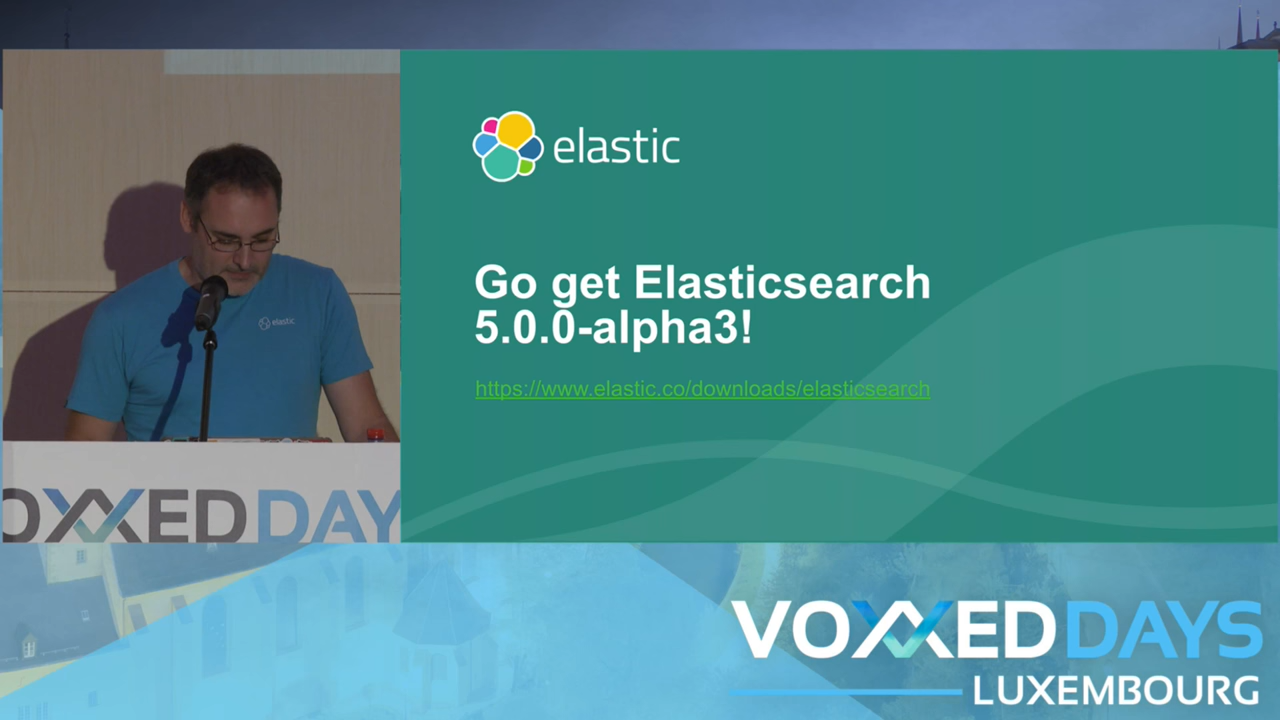 elastic
Go get Elasticsearch
5.0.0-alpha3!
https://www.elastic.co/downloads/elasticsearch
elastic
OXXED DAY
VOXXED DAYS
LUXEMBOURG